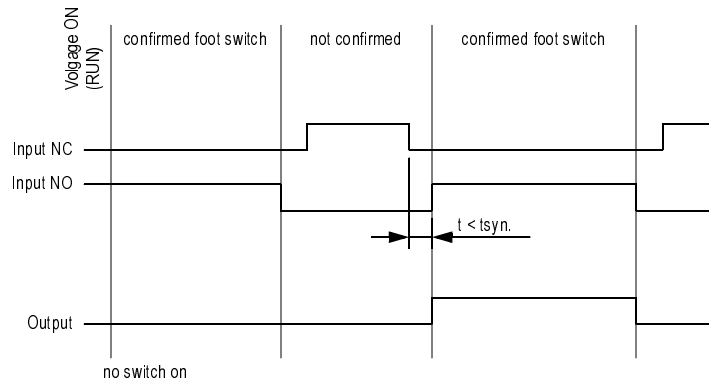 Volgage ON
(RUN)
confirmed foot switch
not confirmed
confirmed foot switch
Input NC
Input NO
t < tsyn.
Output
no switch on